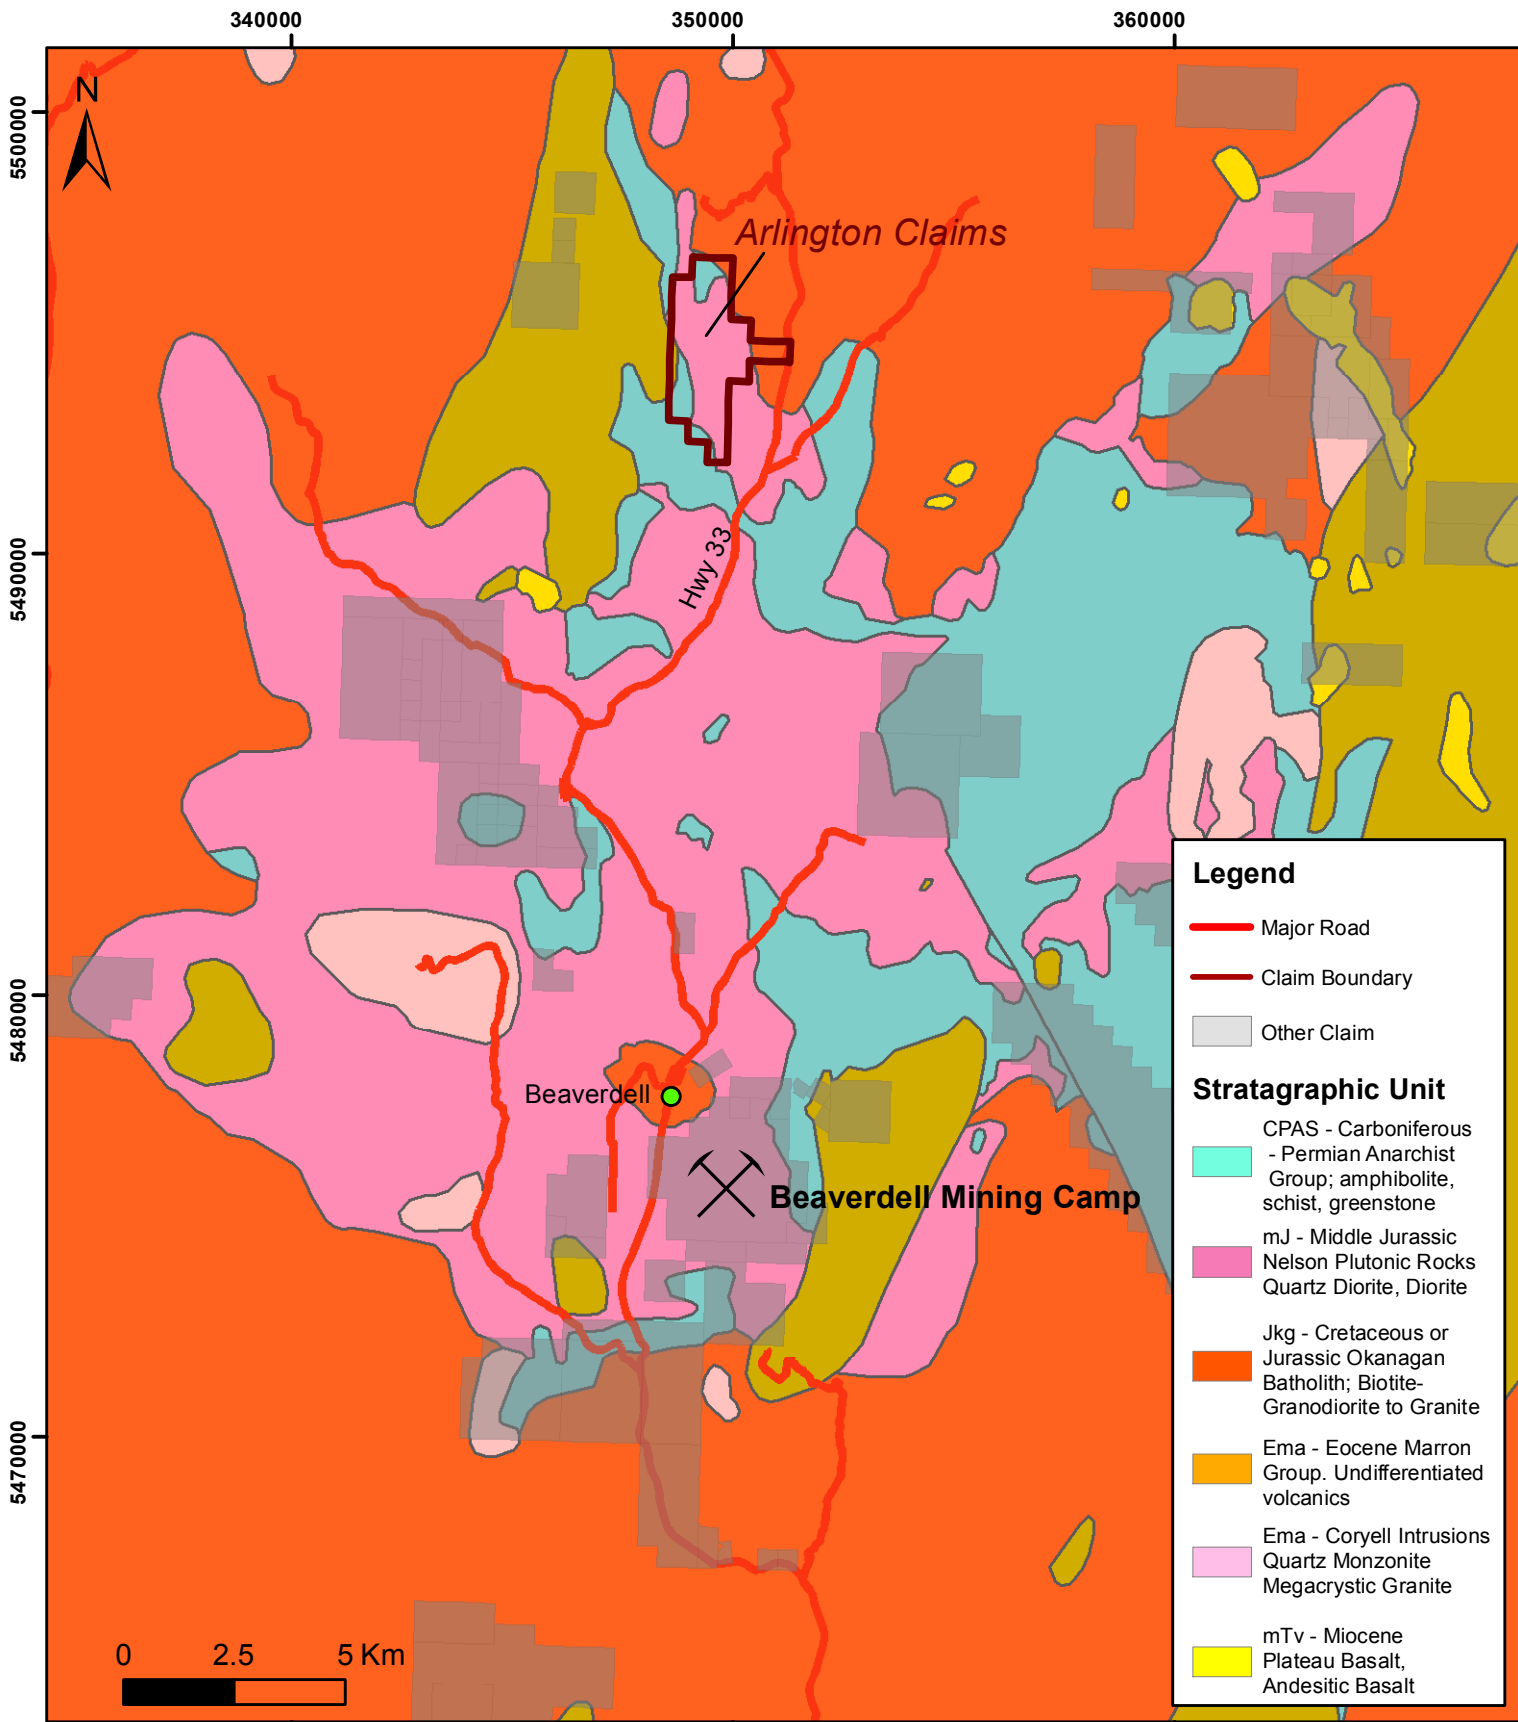 340000
350000
360000
5500000
5490000
5480000
5470000
N
Arlington Claims
Hwy 33
Beaverdell
Beaverdell Mining Camp
0 2.5 5 Km
Legend
Major Road
Claim Boundary
Other Claim
Stratagraphic Unit
CPAS - Carboniferous
- Permian Anarchist
Group; amphibolite,
schist, greenstone
mJ - Middle Jurassic
Nelson Plutonic Rocks
Quartz Diorite, Diorite
Jkg - Cretaceous or
Jurassic Okanagan
Batholith; Biotite-
Granodiorite to Granite
Ema - Eocene Marron
Group. Undifferentiated
volcanics
Ema - Coryell Intrusions
Quartz Monzonite
Megacrystic Granite
mTv - Miocene
Plateau Basalt,
Andesitic Basalt